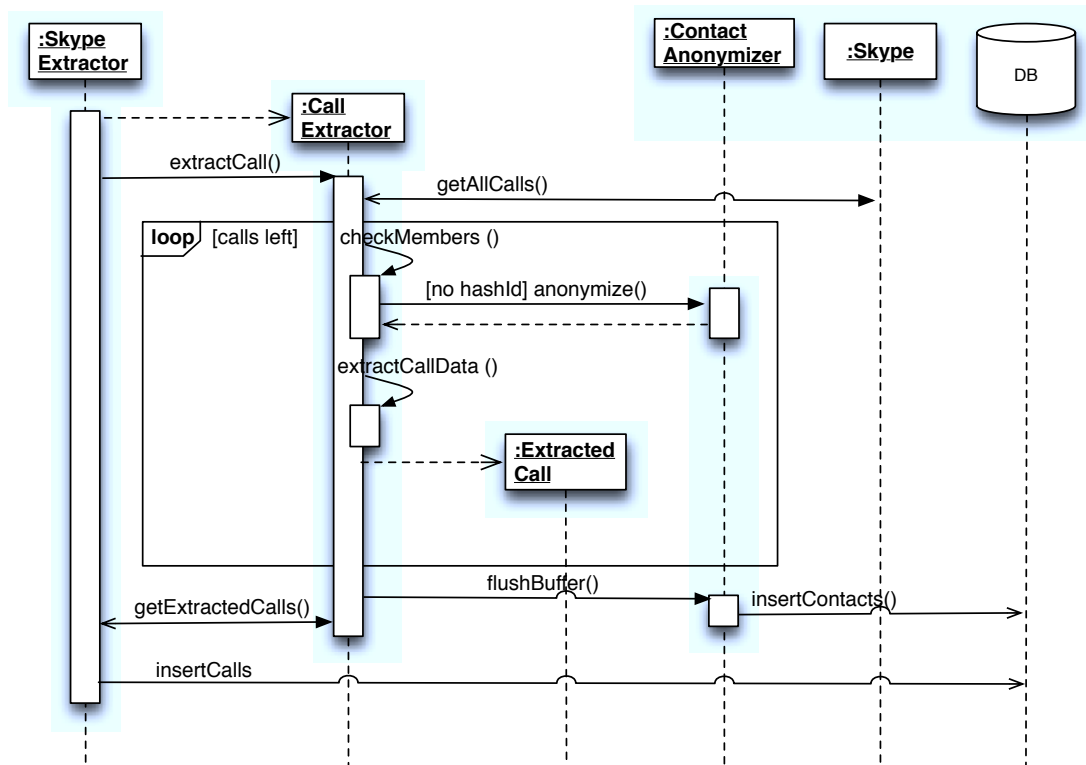 :Skype
Extractor
:Contact
Anonymizer
:Skype
DB
:Call
Extractor
extractCall()
getAllCalls()
loop [calls left]
checkMembers ()
[no hashId] anonymize()
extractCallData ()
:Extracted
Call
flushBuffer()
getExtractedCalls()
insertContacts()
insertCalls